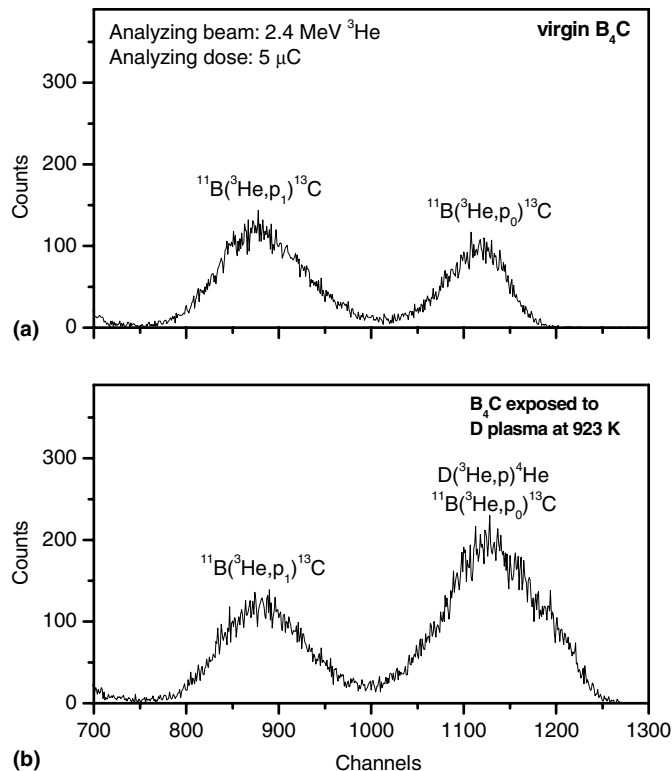 Analyzing beam: 2.4 MeV ³He
Analyzing dose: 5 μC
virgin B₄C
300
200
100
0
Counts
¹¹B(³He,p₁)¹³C
¹¹B(³He,p₀)¹³C
(a)
B₄C exposed to
D plasma at 923 K
D(³He,p)⁴He
¹¹B(³He,p₀)¹³C
¹¹B(³He,p₁)¹³C
300
200
100
0
Counts
700 800 900 1000 1100 1200 1300
Channels
(b)